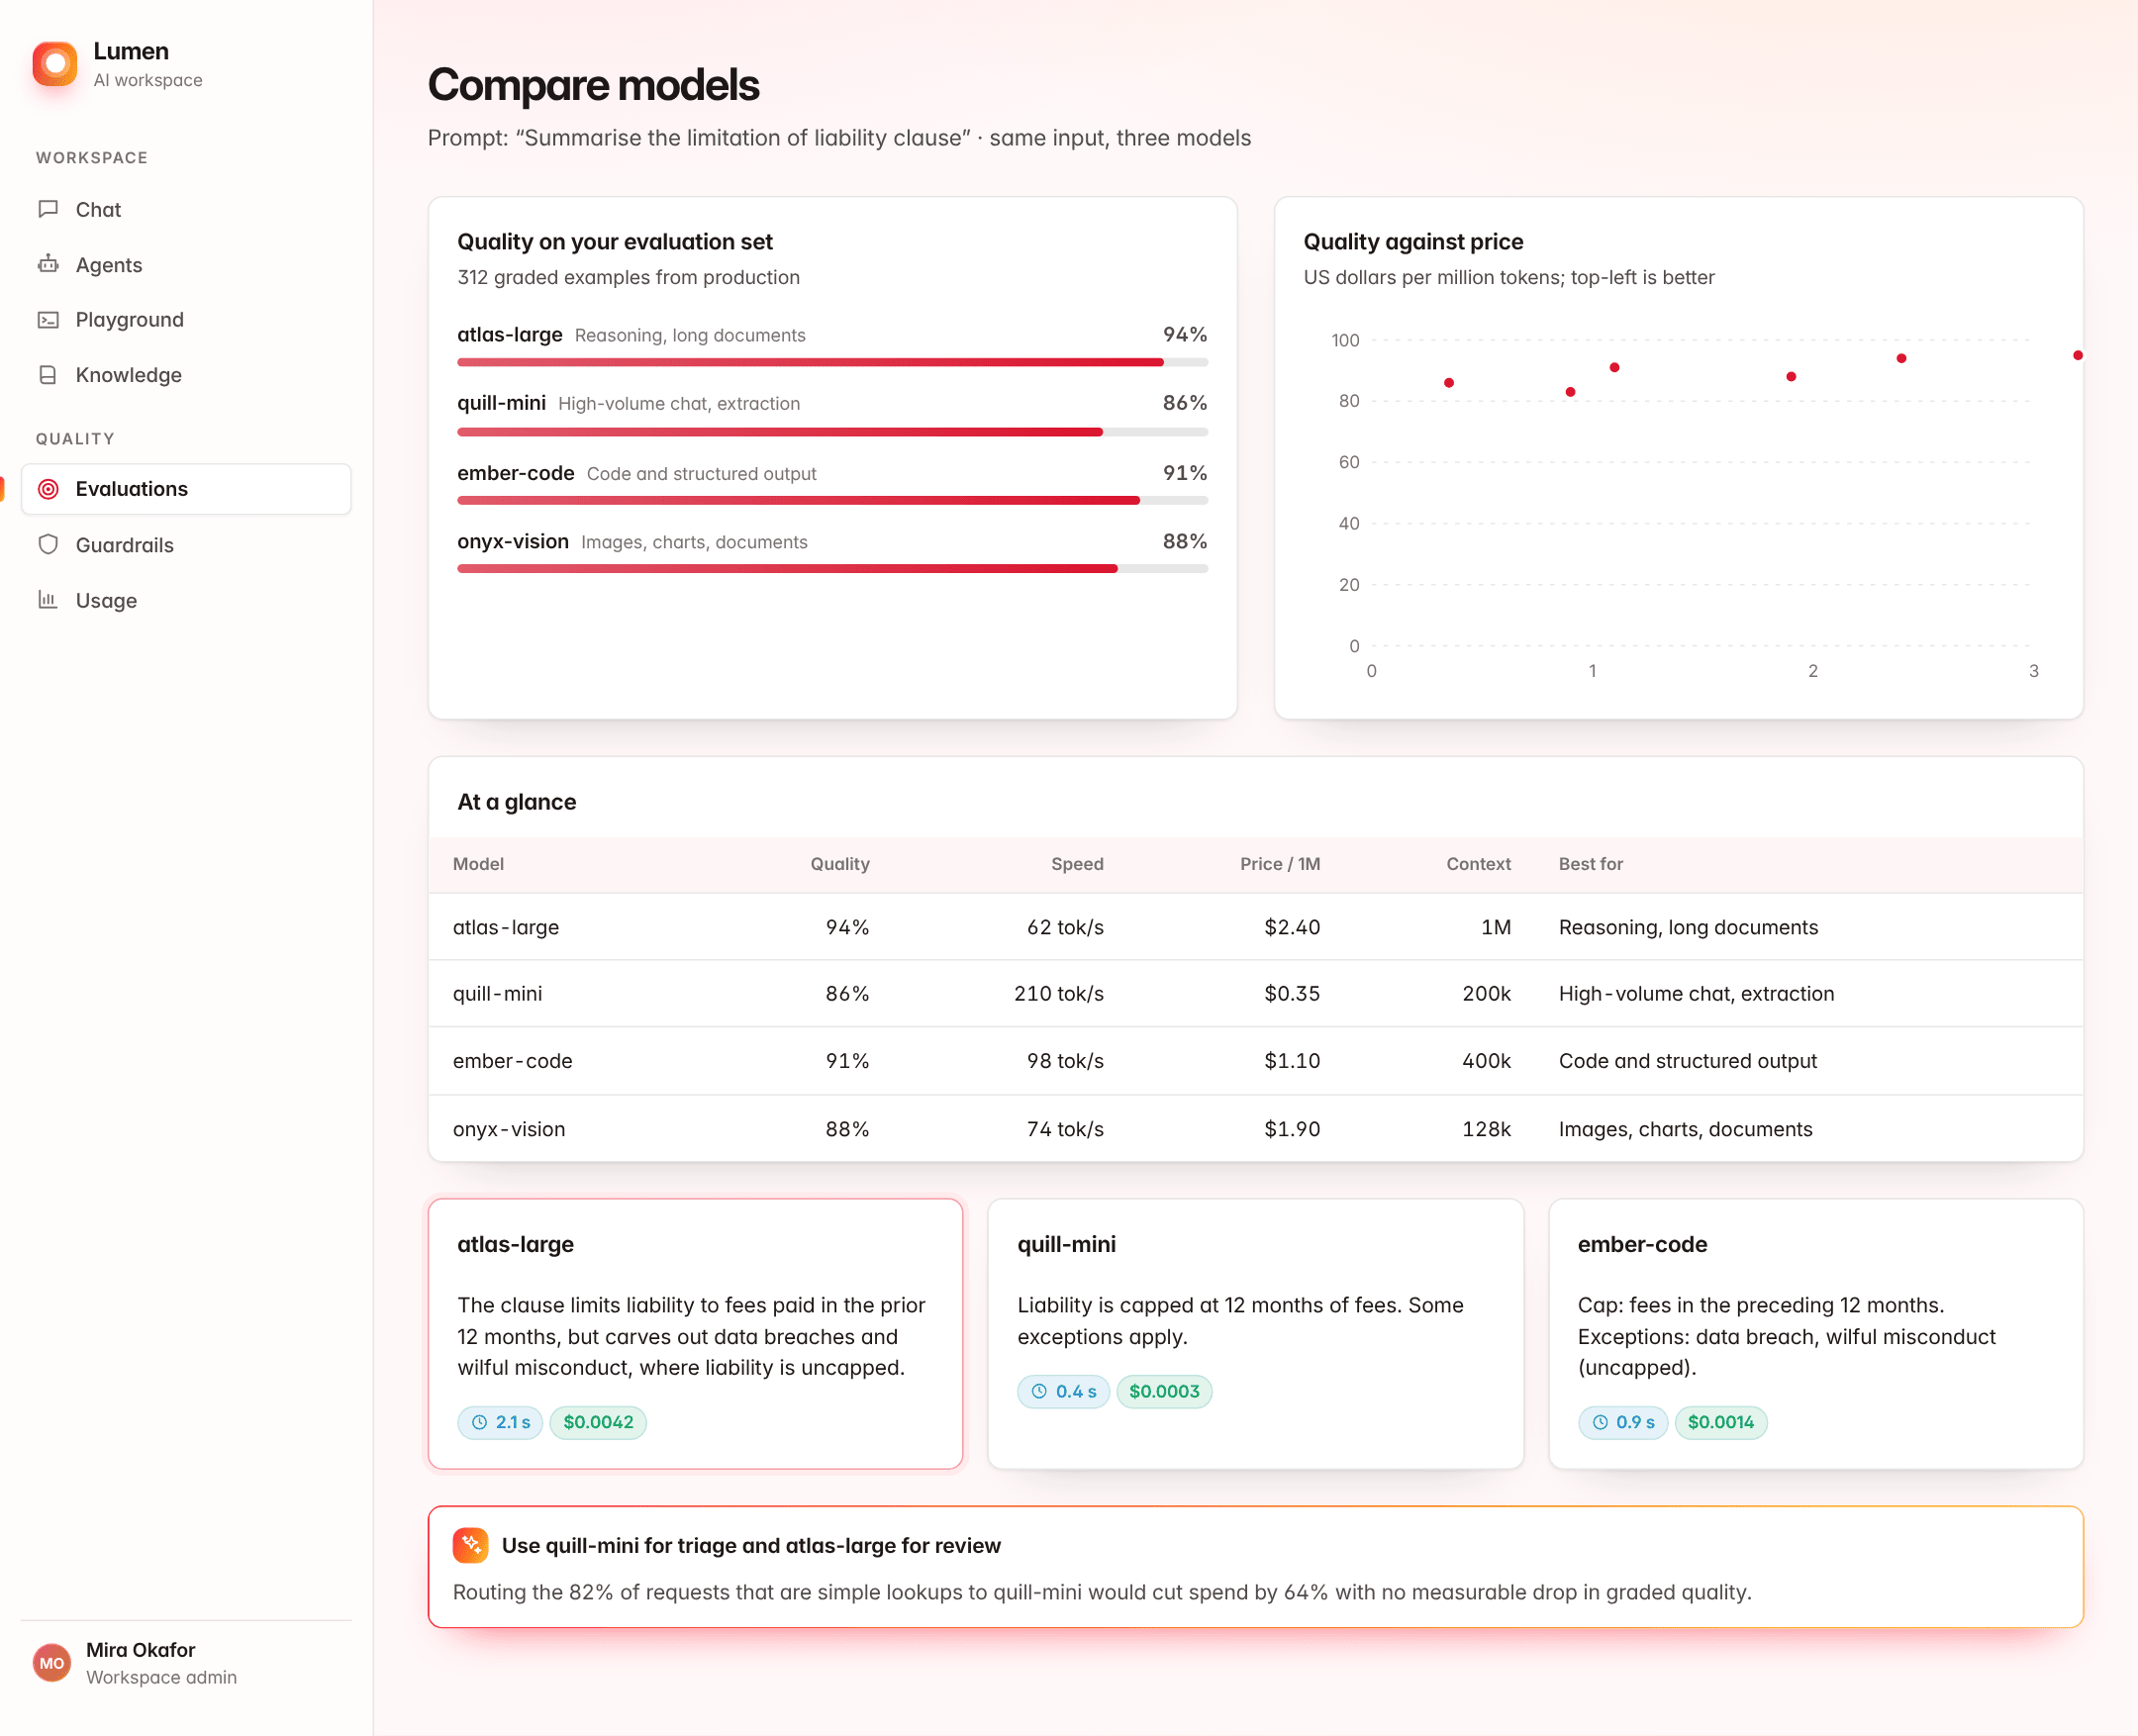 Lumen
AI workspace
WORKSPACE
Chat
Agents
Playground
Knowledge
QUALITY
Evaluations
Guardrails
Usage
MO
Mira Okafor
Workspace admin
Compare models
Prompt: “Summarise the limitation of liability clause” · same input, three models
Quality on your evaluation set
312 graded examples from production
atlas-large Reasoning, long documents 94%
quill-mini High-volume chat, extraction 86%
ember-code Code and structured output 91%
onyx-vision Images, charts, documents 88%
Quality against price
US dollars per million tokens; top-left is better
100
80
60
40
20
0
0 1 2 3
At a glance
Model Quality Speed Price / 1M Context Best for
atlas-large 94% 62 tok/s $2.40 1M Reasoning, long documents
quill-mini 86% 210 tok/s $0.35 200k High-volume chat, extraction
ember-code 91% 98 tok/s $1.10 400k Code and structured output
onyx-vision 88% 74 tok/s $1.90 128k Images, charts, documents
atlas-large
The clause limits liability to fees paid in the prior
12 months, but carves out data breaches and
wilful misconduct, where liability is uncapped.
2.1 s $0.0042
quill-mini
Liability is capped at 12 months of fees. Some
exceptions apply.
0.4 s $0.0003
ember-code
Cap: fees in the preceding 12 months.
Exceptions: data breach, wilful misconduct
(uncapped).
0.9 s $0.0014
Use quill-mini for triage and atlas-large for review
Routing the 82% of requests that are simple lookups to quill-mini would cut spend by 64% with no measurable drop in graded quality.